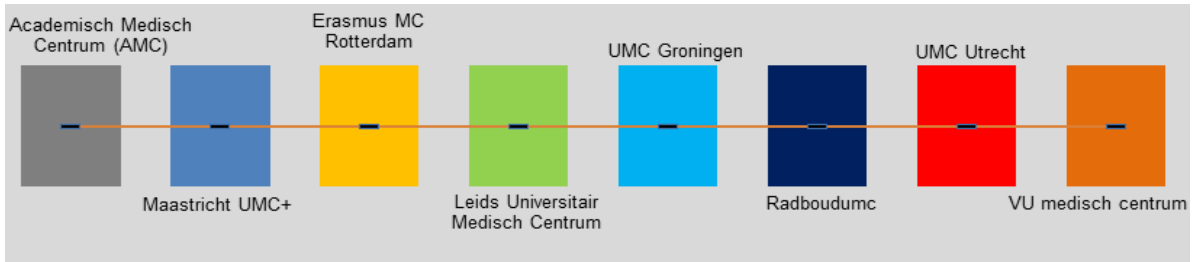 Academisch Medisch
Centrum (AMC)
Maastricht UMC+
Erasmus MC
Rotterdam
Leids Universitair
Medisch Centrum
UMC Groningen
Radboudumc
UMC Utrecht
VU medisch centrum